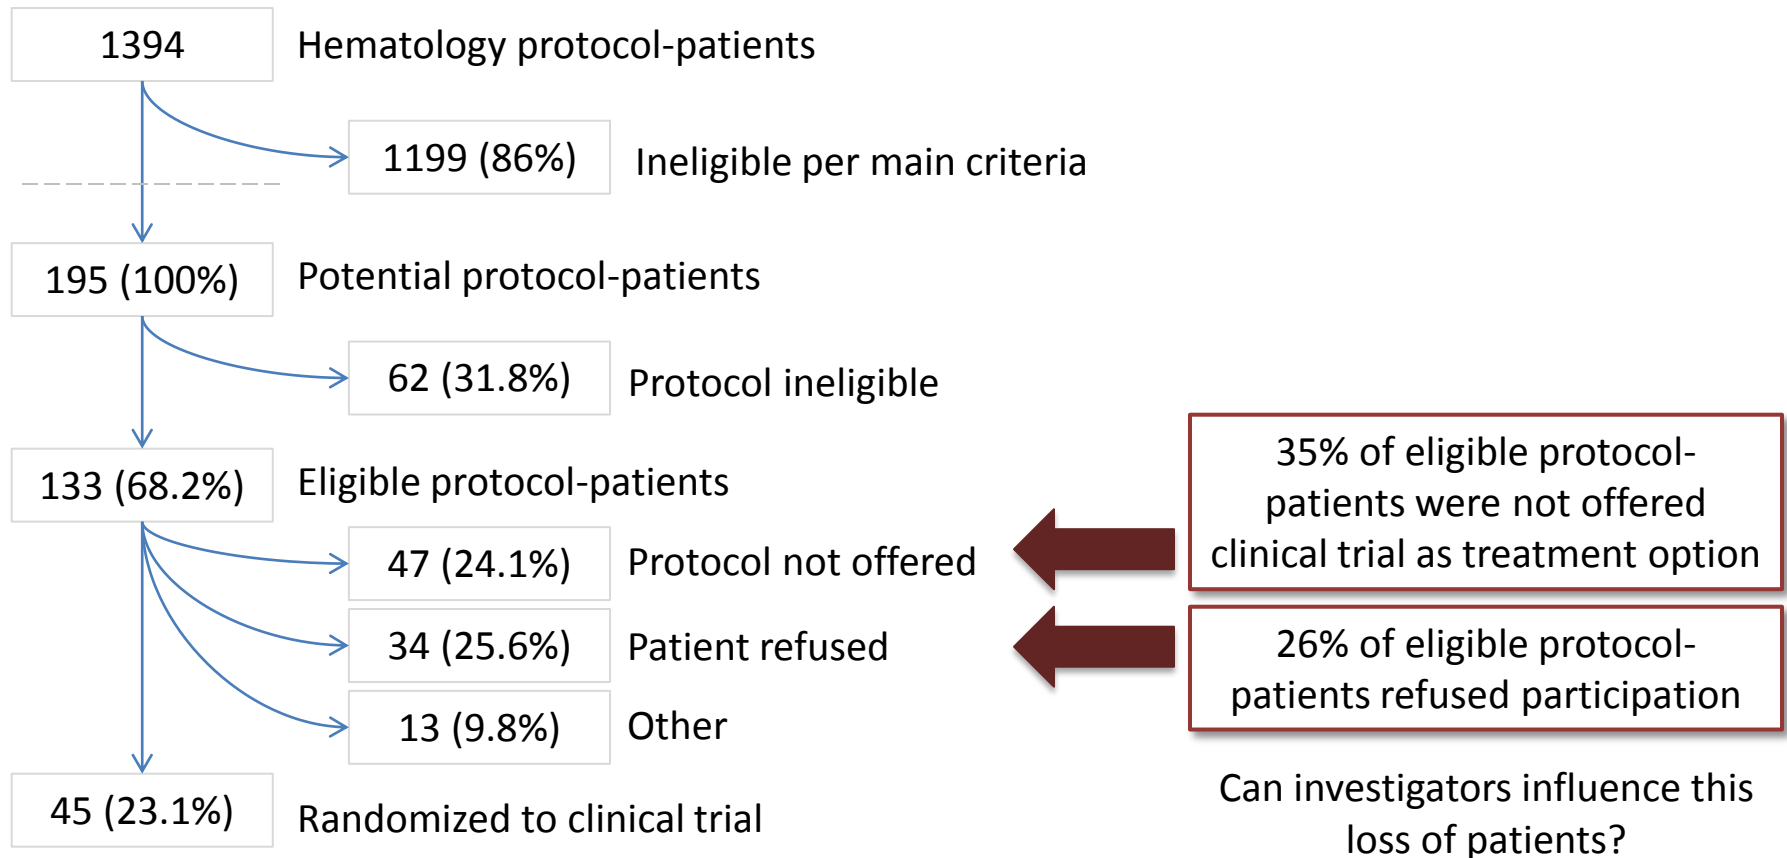 1394
Hematology protocol-patients
1199 (86%)
Ineligible per main criteria
195 (100%)
Potential protocol-patients
62 (31.8%)
Protocol ineligible
133 (68.2%)
Eligible protocol-patients
47 (24.1%)
Protocol not offered
34 (25.6%)
Patient refused
13 (9.8%)
Other
45 (23.1%)
Randomized to clinical trial
35% of eligible protocol-
patients were not offered
clinical trial as treatment option
26% of eligible protocol-
patients refused participation
Can investigators influence this
loss of patients?